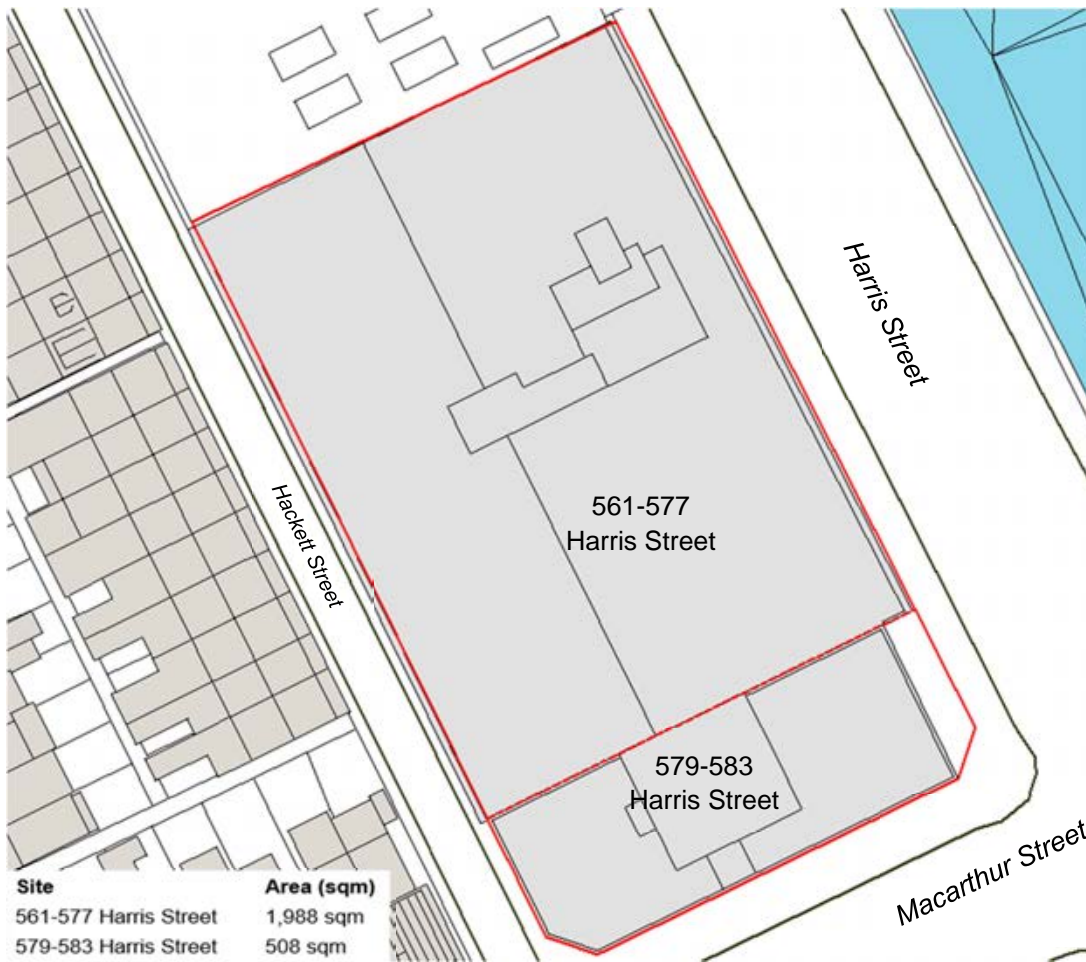 Harris Street
Hackett Street
561-577
Harris Street
579-583
Harris Street
Macarthur Street
Site Area (sqm)
561-577 Harris Street 1,988 sqm
579-583 Harris Street 508 sqm